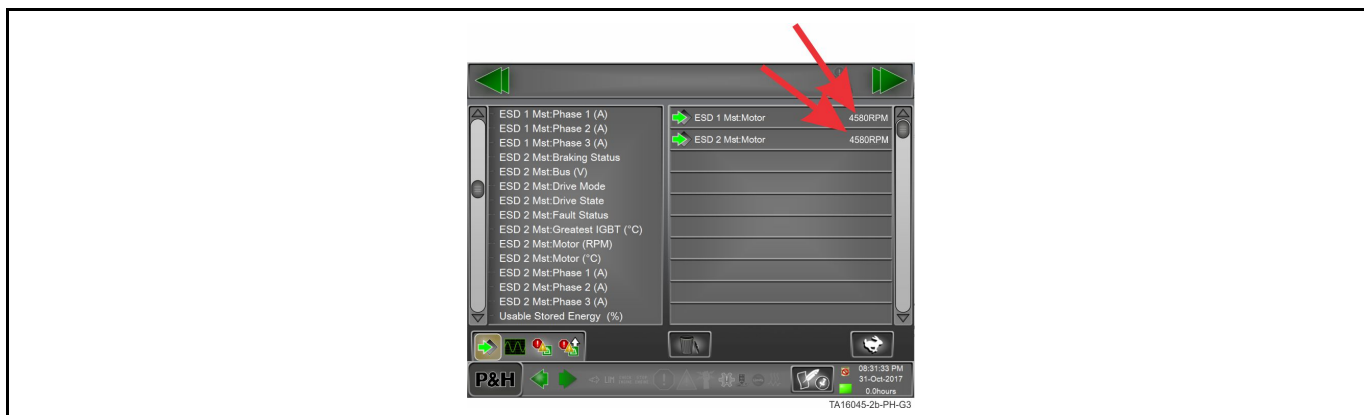 ESD 1 Mst:Phase 1 (A)
ESD 1 Mst:Phase 2 (A)
ESD 1 Mst:Phase 3 (A)
ESD 2 Mst:Braking Status
ESD 2 Mst:Bus (V)
ESD 2 Mst:Drive Mode
ESD 2 Mst:Drive State
ESD 2 Mst:Fault Status
ESD 2 Mst:Greatest IGBT (°C)
ESD 2 Mst:Motor (RPM)
ESD 2 Mst:Motor (°C)
ESD 2 Mst:Phase 1 (A)
ESD 2 Mst:Phase 2 (A)
ESD 2 Mst:Phase 3 (A)
Usable Stored Energy (%)
ESD 1 Mst:Motor 4580RPM
ESD 2 Mst:Motor 4580RPM
P&H
LIM
08:31:33 PM
31-Oct-2017
0.0hours
TA16045-2b-PH-G3